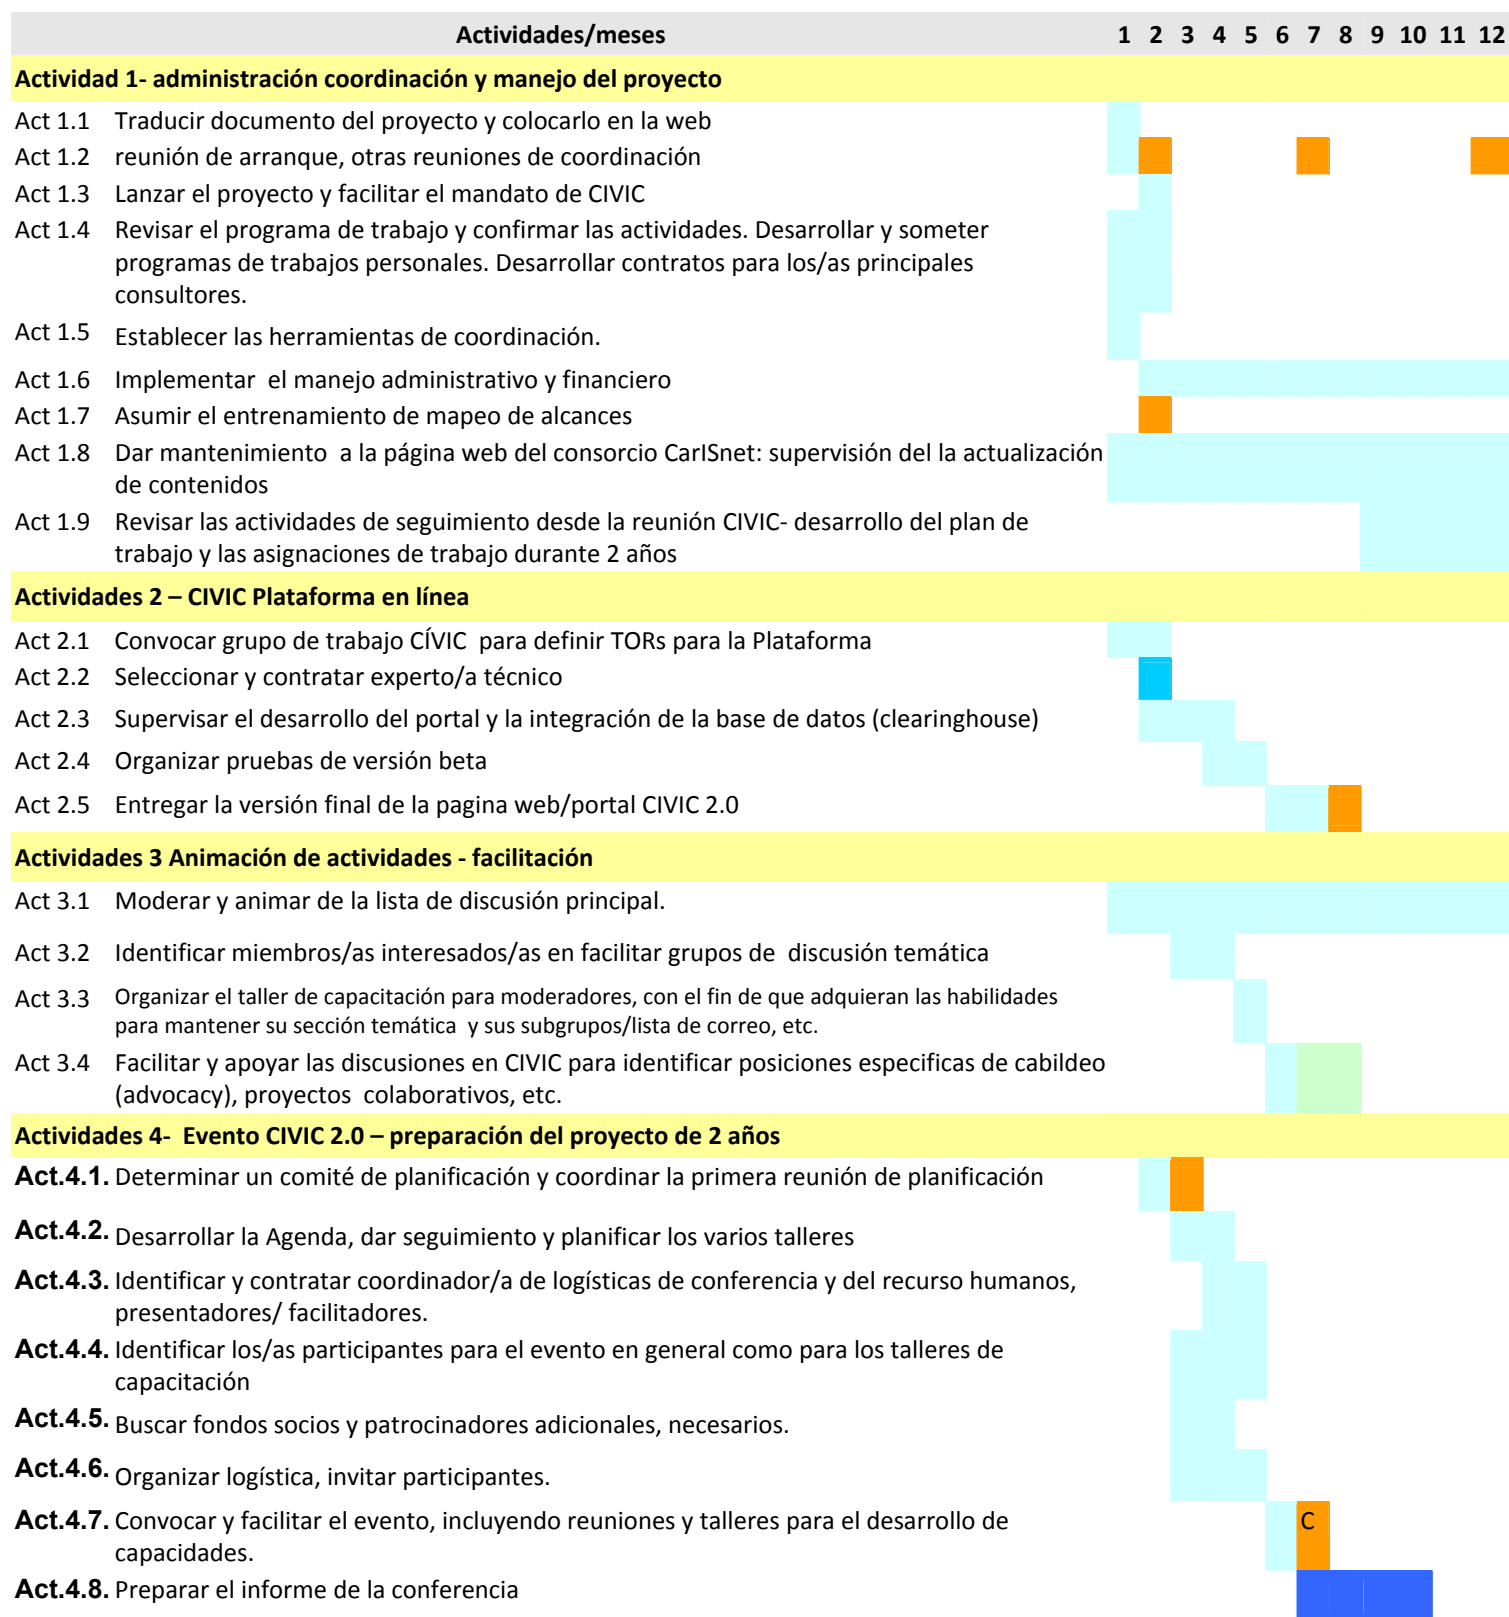 Actividades/meses 1 2 3 4 5 6 7 8 9 10 11 12
Actividad 1- administración coordinación y manejo del proyecto
Act 1.1 Traducir documento del proyecto y colocarlo en la web
Act 1.2 reunión de arranque, otras reuniones de coordinación
Act 1.3 Lanzar el proyecto y facilitar el mandato de CIVIC
Act 1.4 Revisar el programa de trabajo y confirmar las actividades. Desarrollar y someter
programas de trabajos personales. Desarrollar contratos para los/as principales
consultores.
Act 1.5 Establecer las herramientas de coordinación.
Act 1.6 Implementar el manejo administrativo y financiero
Act 1.7 Asumir el entrenamiento de mapeo de alcances
Act 1.8 Dar mantenimiento a la página web del consorcio CarISnet: supervisión del la actualización
de contenidos
Act 1.9 Revisar las actividades de seguimiento desde la reunión CIVIC- desarrollo del plan de
trabajo y las asignaciones de trabajo durante 2 años
Actividades 2 – CIVIC Plataforma en línea
Act 2.1 Convocar grupo de trabajo CÍVIC para definir TORs para la Plataforma
Act 2.2 Seleccionar y contratar experto/a técnico
Act 2.3 Supervisar el desarrollo del portal y la integración de la base de datos (clearinghouse)
Act 2.4 Organizar pruebas de versión beta
Act 2.5 Entregar la versión final de la pagina web/portal CIVIC 2.0
Actividades 3 Animación de actividades - facilitación
Act 3.1 Moderar y animar de la lista de discusión principal.
Act 3.2 Identificar miembros/as interesados/as en facilitar grupos de discusión temática
Act 3.3 Organizar el taller de capacitación para moderadores, con el fin de que adquieran las habilidades
para mantener su sección temática y sus subgrupos/lista de correo, etc.
Act 3.4 Facilitar y apoyar las discusiones en CIVIC para identificar posiciones especificas de cabildeo
(advocacy), proyectos colaborativos, etc.
Actividades 4- Evento CIVIC 2.0 – preparación del proyecto de 2 años
Act.4.1. Determinar un comité de planificación y coordinar la primera reunión de planificación
Act.4.2. Desarrollar la Agenda, dar seguimiento y planificar los varios talleres
Act.4.3. Identificar y contratar coordinador/a de logísticas de conferencia y del recurso humanos,
presentadores/ facilitadores.
Act.4.4. Identificar los/as participantes para el evento en general como para los talleres de
capacitación
Act.4.5. Buscar fondos socios y patrocinadores adicionales, necesarios.
Act.4.6. Organizar logística, invitar participantes.
Act.4.7. Convocar y facilitar el evento, incluyendo reuniones y talleres para el desarrollo de C
capacidades.
Act.4.8. Preparar el informe de la conferencia